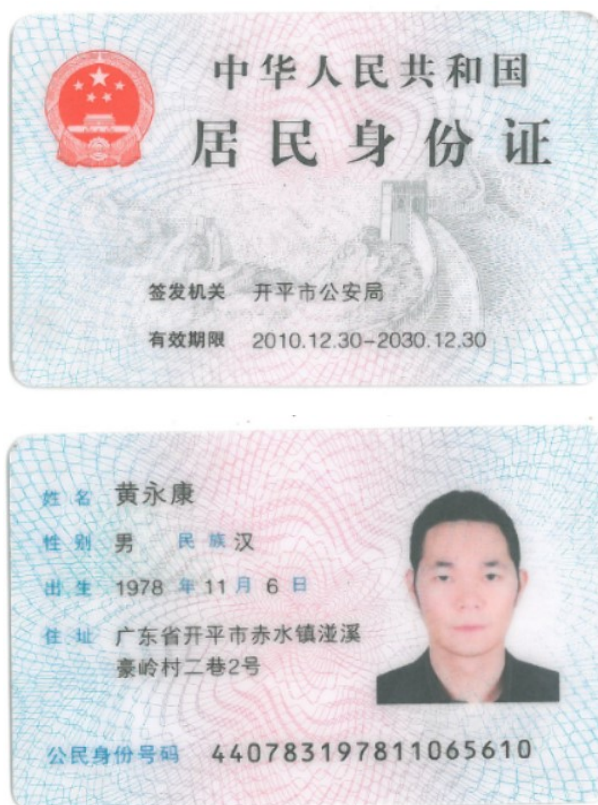 中华人民共和国
居民身份证
签发机关 开平市公安局
有效期限 2010.12.30-2030.12.30
姓名 黄永康
性别 男 民族 汉
出生 1978 年 11 月 6 日
住址 广东省开平市赤水镇湴溪
豪岭村二巷2号
公民身份号码 440783197811065610